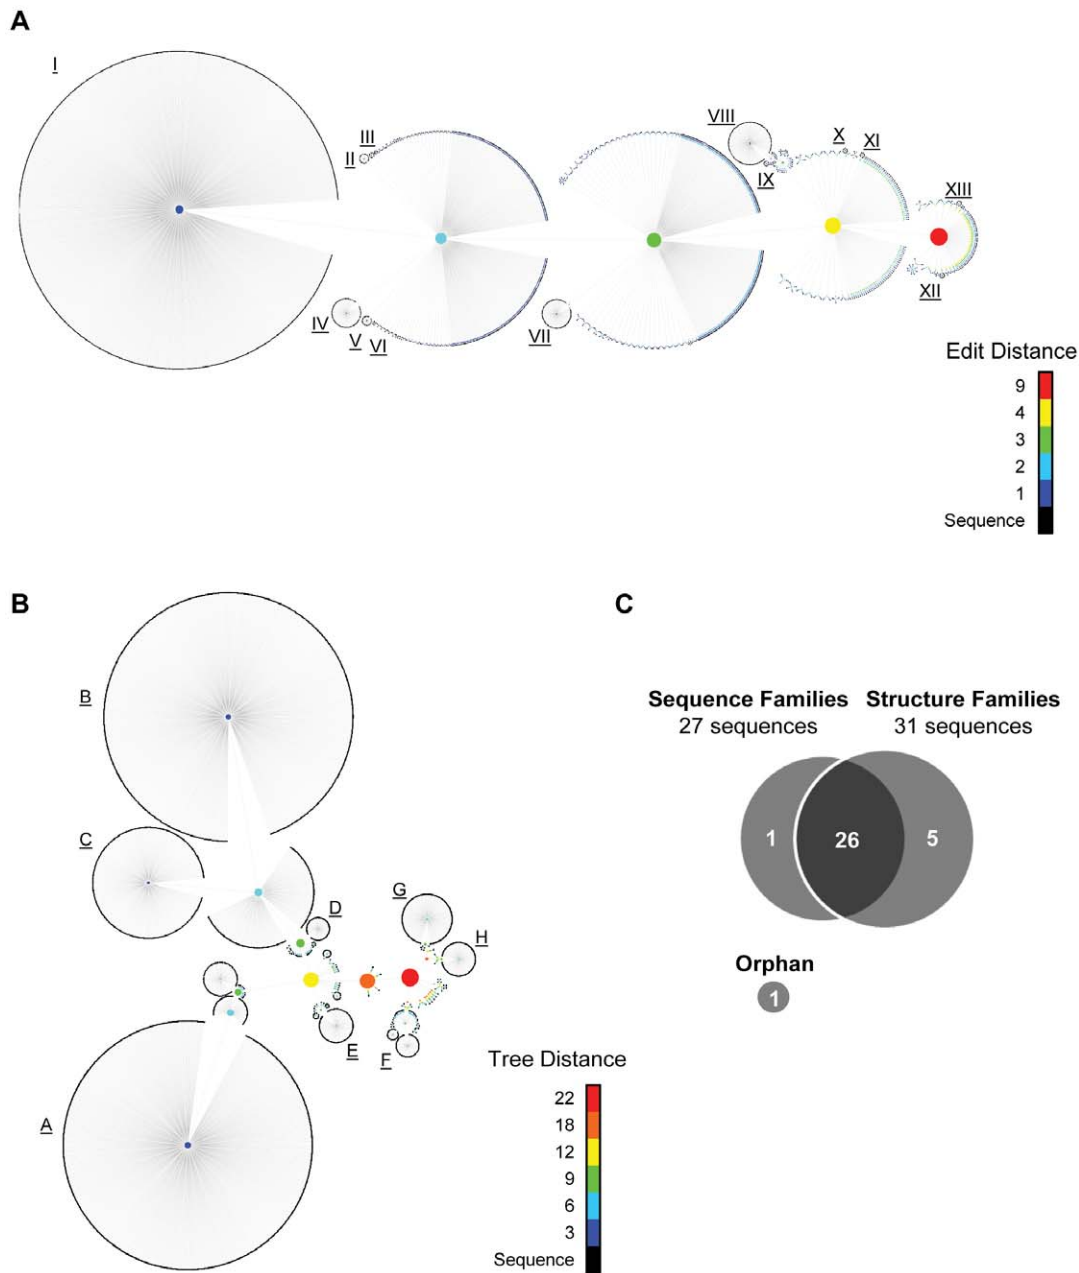 A
I
III
II
IV
V
VI
VII
VIII
IX
X
XI
XIII
XII
Edit Distance
9
4
3
2
1
Sequence
B
B
C
D
G
H
E
F
A
Tree Distance
22
18
12
9
6
3
Sequence
C
Sequence Families
27 sequences
Structure Families
31 sequences
1
26
5
Orphan
1